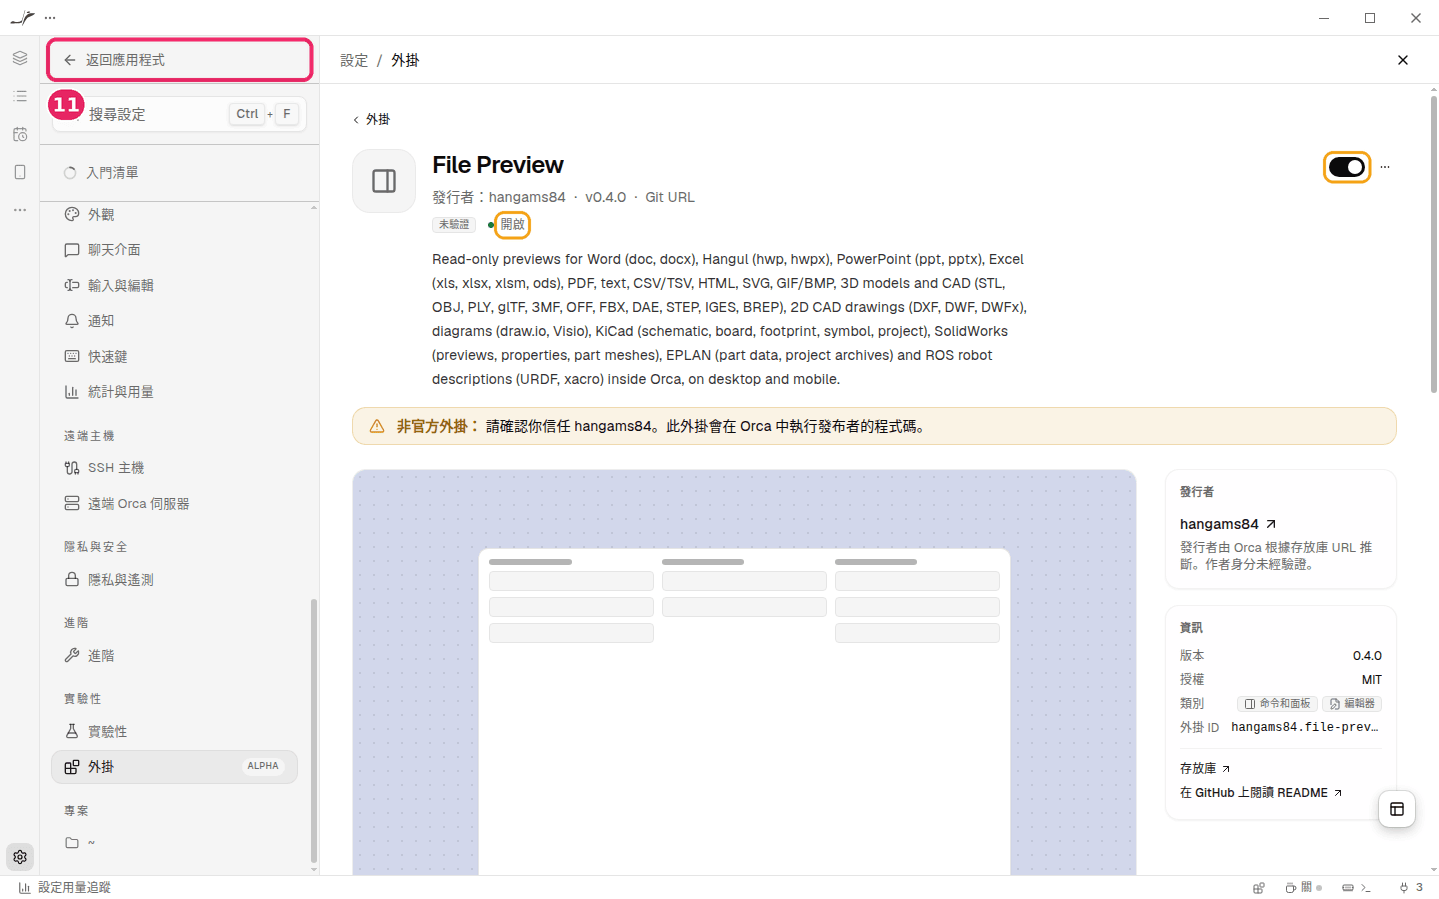 返回應用程式
設定 / 外掛
11
搜尋設定 Ctrl + F
外掛
入門清單
File Preview
發行者：hangams84 · v0.4.0 · Git URL
未驗證 開啟
外觀
聊天介面
輸入與編輯
通知
快速鍵
統計與用量
遠端主機
SSH 主機
遠端 Orca 伺服器
隱私與安全
隱私與遙測
進階
進階
實驗性
實驗性
外掛 ALPHA
專案
~
Read-only previews for Word (doc, docx), Hangul (hwp, hwpx), PowerPoint (ppt, pptx), Excel
(xls, xlsx, xlsm, ods), PDF, text, CSV/TSV, HTML, SVG, GIF/BMP, 3D models and CAD (STL,
OBJ, PLY, glTF, 3MF, OFF, FBX, DAE, STEP, IGES, BREP), 2D CAD drawings (DXF, DWF, DWFx),
diagrams (draw.io, Visio), KiCad (schematic, board, footprint, symbol, project), SolidWorks
(previews, properties, part meshes), EPLAN (part data, project archives) and ROS robot
descriptions (URDF, xacro) inside Orca, on desktop and mobile.
非官方外掛： 請確認你信任 hangams84。此外掛會在 Orca 中執行發布者的程式碼。
發行者
hangams84
發行者由 Orca 根據存放庫 URL 推
斷。作者身分未經驗證。
資訊
版本 0.4.0
授權 MIT
類別 命令和面板 編輯器
外掛 ID hangams84.file-prev…
存放庫
在 GitHub 上閱讀 README
設定用量追蹤
關
3